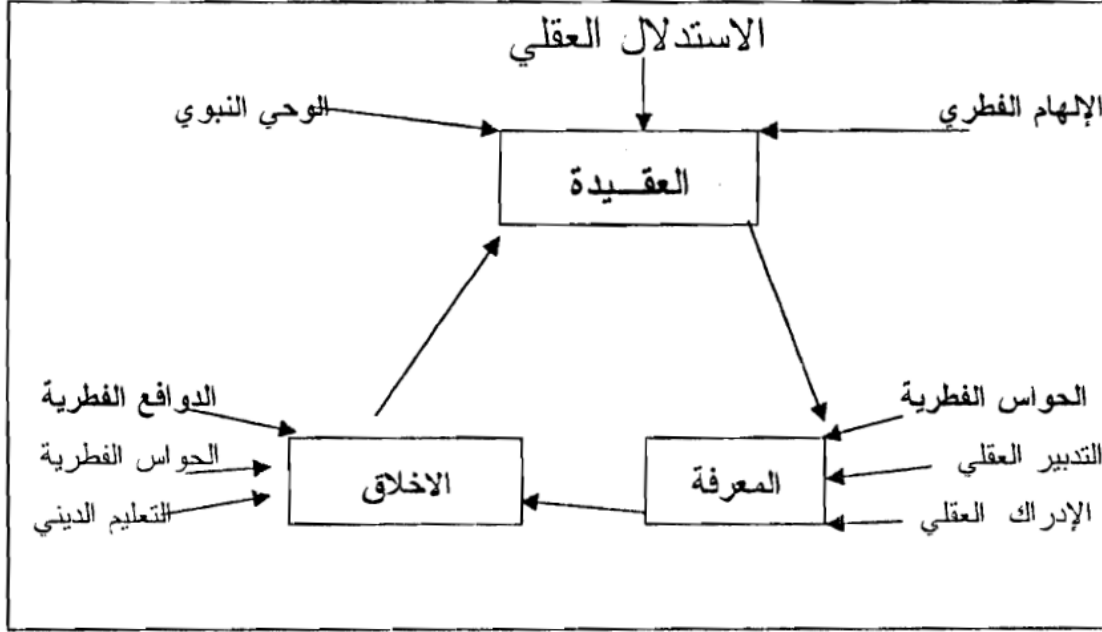 الاستدلال العقلي
الإلهام الفطري
الوحي النبوي
العقـــيدة
الحواس الفطرية
الدوافع الفطرية
التدبير العقلي
الحواس الفطرية
المعرفة
الاخلاق
الإدراك العقلي
التعليم الديني